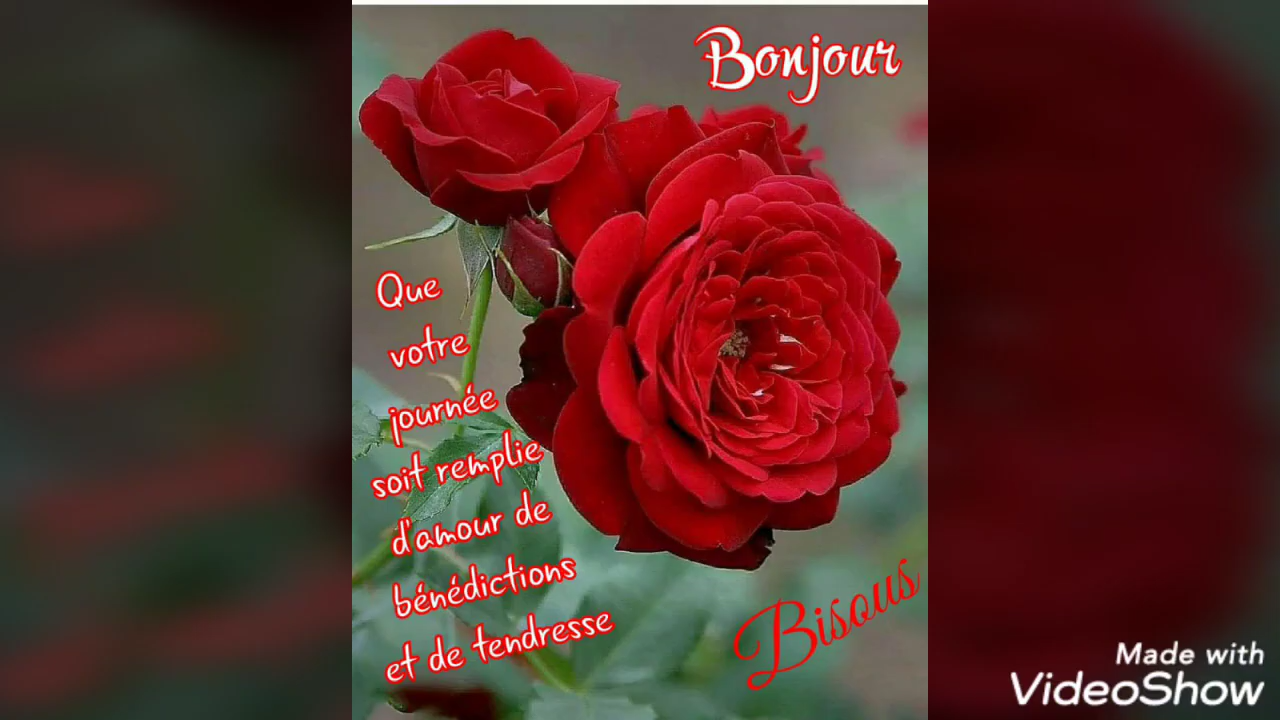 Bonjour
Que
votre
journée
soit remplie
d'amour de
bénédictions
et de tendresse
Bisous
Made with
VideoShow